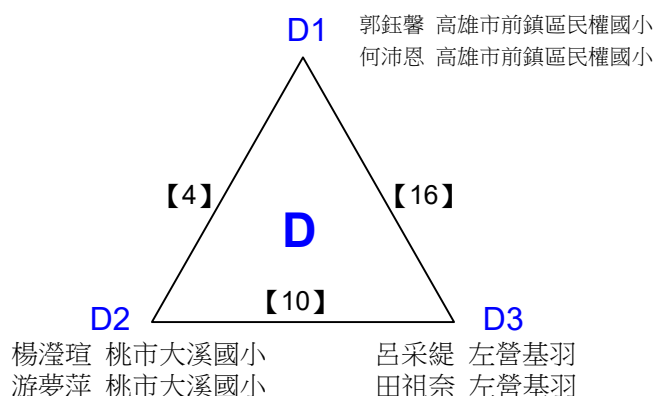 D1
郭鈺馨 高雄市前鎮區民權國小
何沛恩 高雄市前鎮區民權國小
【4】
【16】
D
【10】
D2
D3
楊瀅瑄 桃市大溪國小
游夢萍 桃市大溪國小
呂采緹 左營基羽
田祖奈 左營基羽